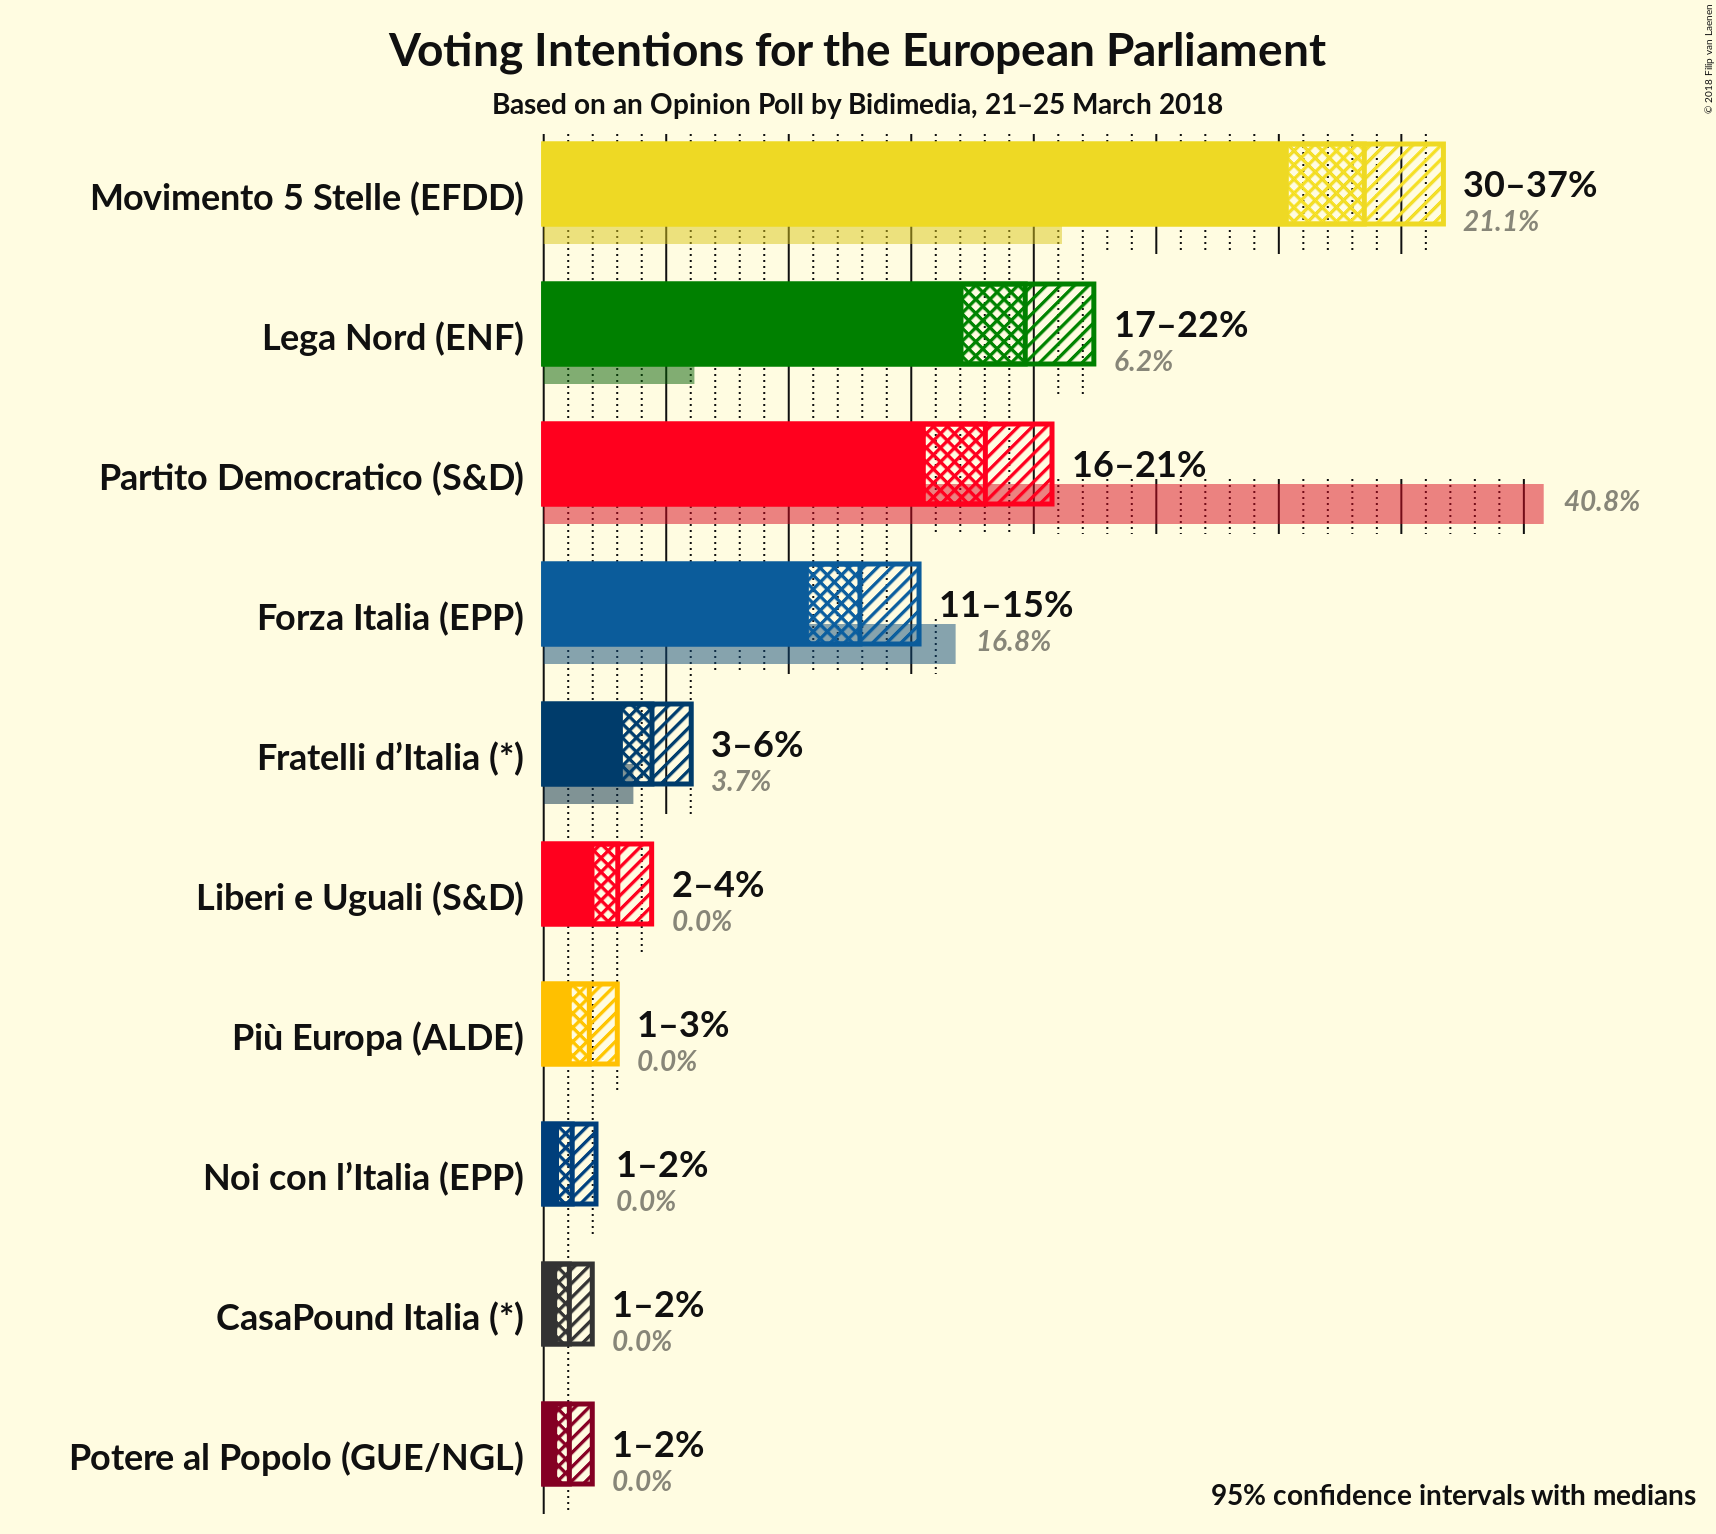 Voting Intentions for the European Parliament
Based on an Opinion Poll by Bidimedia, 21–25 March 2018
© 2018 Filip van Laenen
Movimento 5 Stelle (EFDD)
30–37%
21.1%
Lega Nord (ENF)
17–22%
6.2%
Partito Democratico (S&D)
16–21%
40.8%
Forza Italia (EPP)
11–15%
16.8%
Fratelli d’Italia (*)
3–6%
3.7%
Liberi e Uguali (S&D)
2–4%
0.0%
Più Europa (ALDE)
1–3%
0.0%
Noi con l’Italia (EPP)
1–2%
0.0%
CasaPound Italia (*)
1–2%
0.0%
Potere al Popolo (GUE/NGL)
1–2%
0.0%
95% confidence intervals with medians